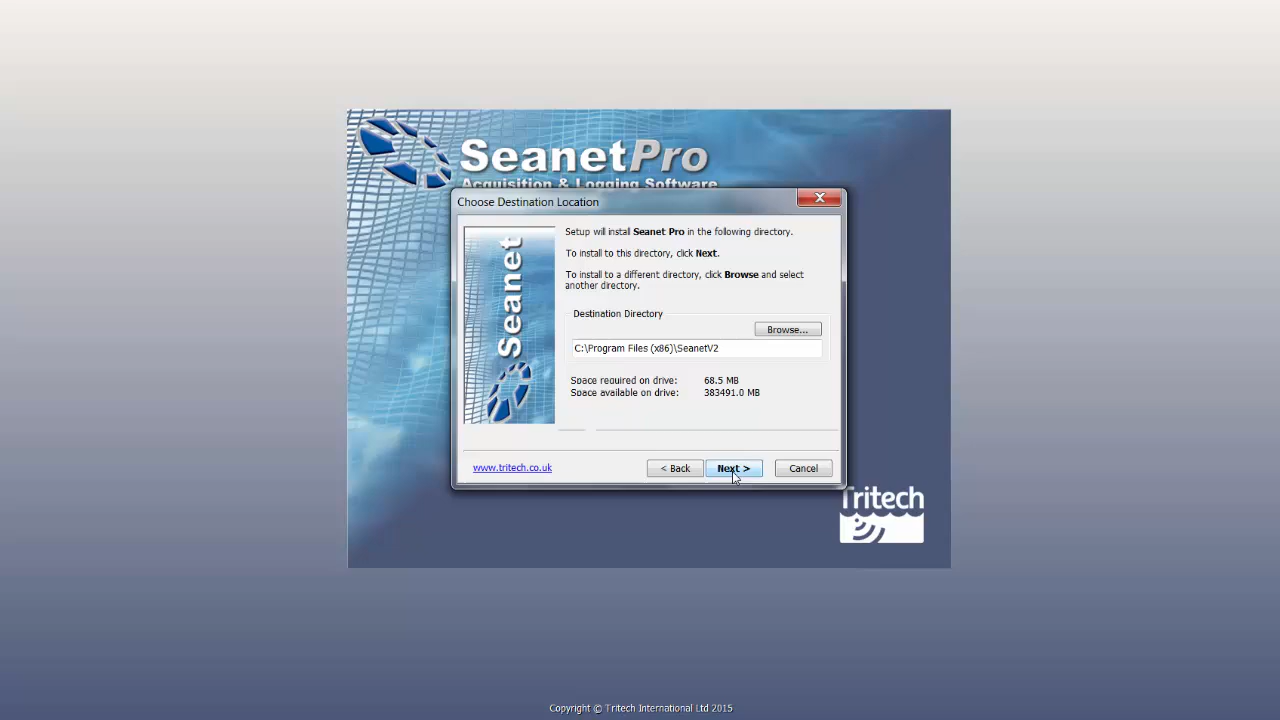 SeanetPro
Acquisition & Logging Software
Choose Destination Location
Seanet
Setup will install Seanet Pro in the following directory.
To install to this directory, click Next.
To install to a different directory, click Browse and select
another directory.
Destination Directory
Browse...
C:\Program Files (x86)\SeanetV2
Space required on drive: 68.5 MB
Space available on drive: 383491.0 MB
www.tritech.co.uk
< Back
Next >
Cancel
Tritech
Copyright © Tritech International Ltd 2015